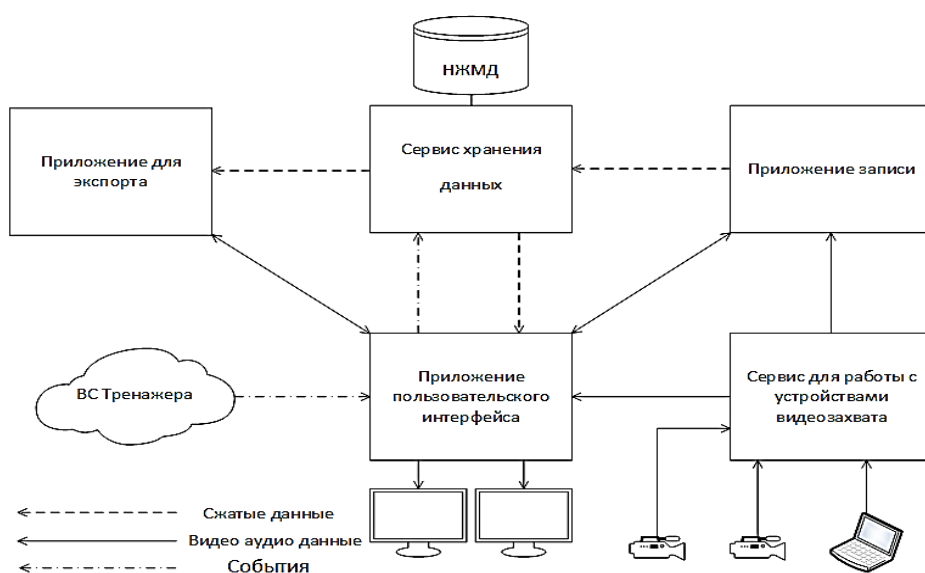 НЖМД
Приложение для
экспорта
Сервис хранения
данных
Приложение записи
ВС Тренажера
Приложение
пользовательского
интерфейса
Сервис для работы с
устройствами
видеозахвата
Сжатые данные
Видео аудио данные
События